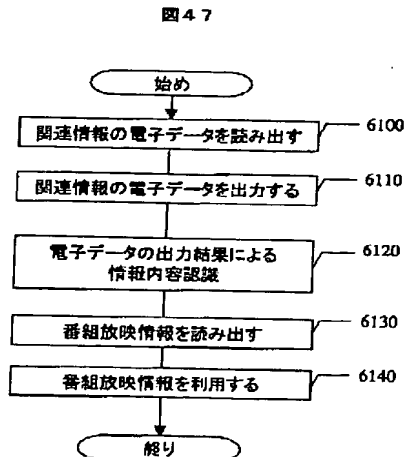 図47
始め
関連情報の電子データを読み出す
6100
関連情報の電子データを出力する
6110
電子データの出力結果による
情報内容認識
6120
番組放映情報を読み出す
6130
番組放映情報を利用する
6140
終り